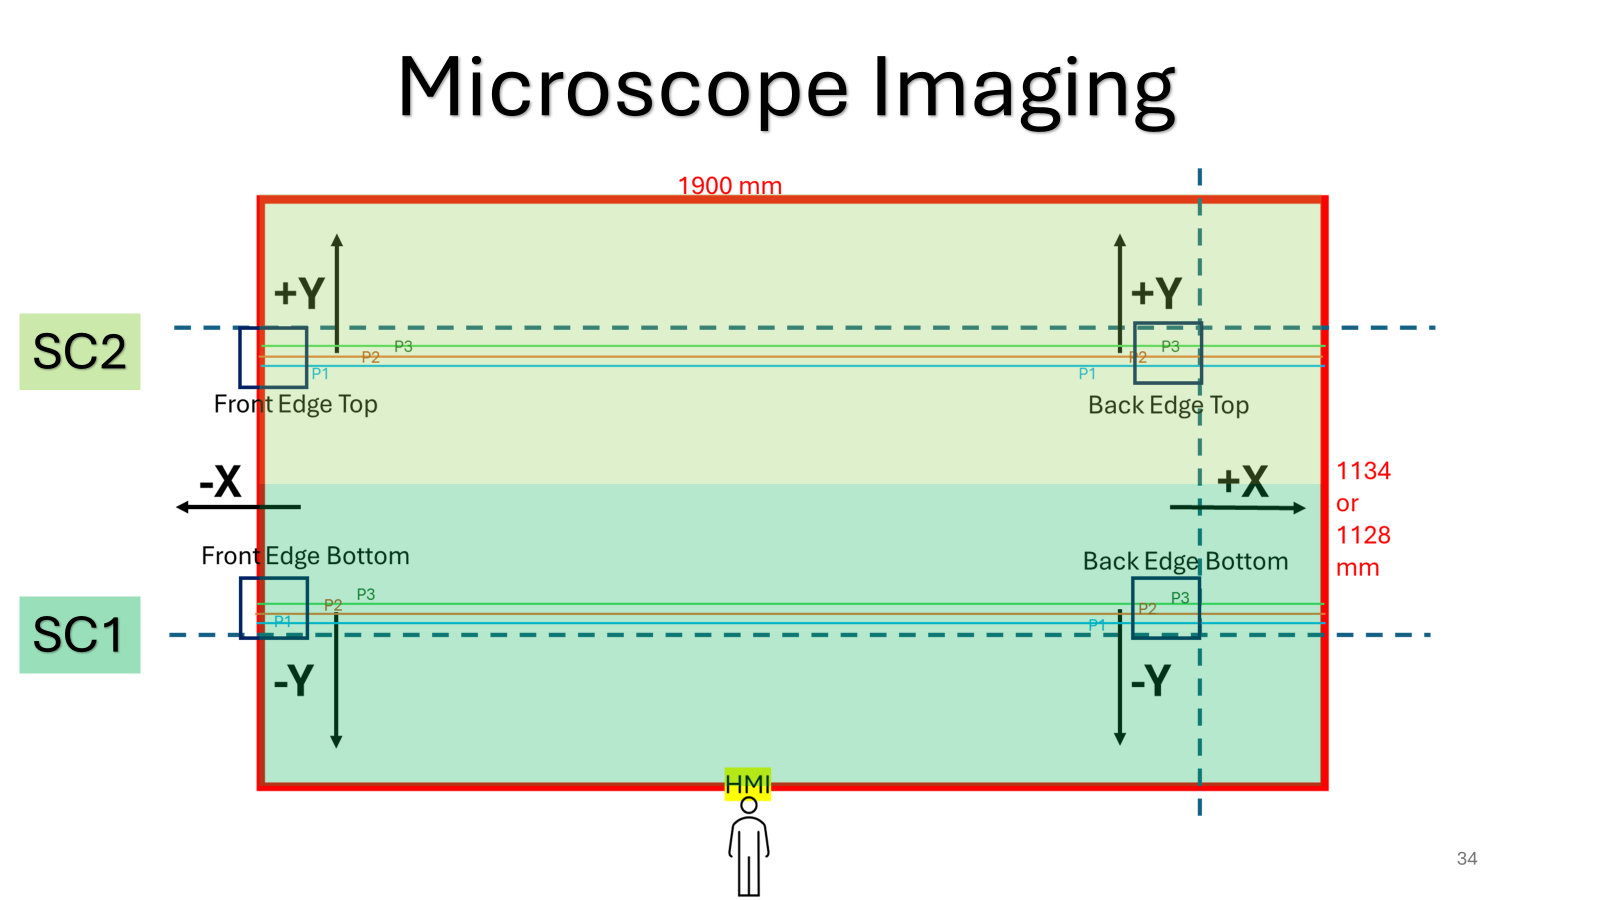 Microscope Imaging
1900 mm
+Y
+Y
SC2
P3
P2
P1
P3
P2
P1
Front Edge Top
Back Edge Top
-X
+X
1134
or
1128
mm
Front Edge Bottom
Back Edge Bottom
P3
P2
P1
P3
P2
P1
SC1
-Y
-Y
HMI
34